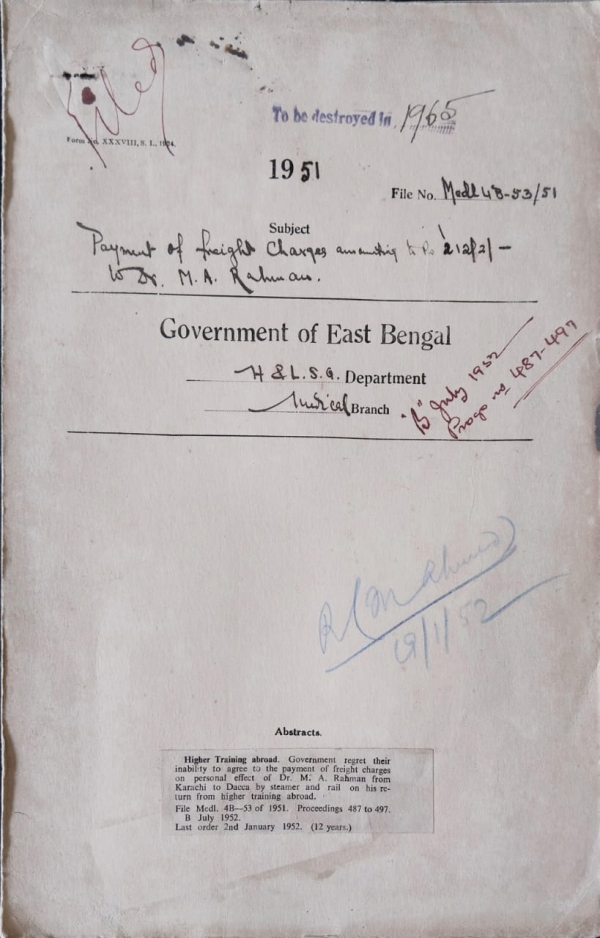 Filed
Form No. XXXVIII, S. I., 1924.
To be destroyed in 1965
1951
File No. Medl 4B-53/51
Subject
Payment of freight Charges amounting to Rs 212/2/-
to Dr. M. A. Rahman.
Government of East Bengal
H & L.S.G. Department
Medical Branch
"B" July 1952
Progs no 487-497
Ahmed
19/1/52
Abstracts.
Higher Training abroad. Government regret their
inability to agree to the payment of freight charges
on personal effect of Dr. M. A. Rahman from
Karachi to Dacca by steamer and rail on his re-
turn from higher training abroad.
File Medl. 4B—53 of 1951. Proceedings 487 to 497.
B July 1952.
Last order 2nd January 1952. (12 years.)